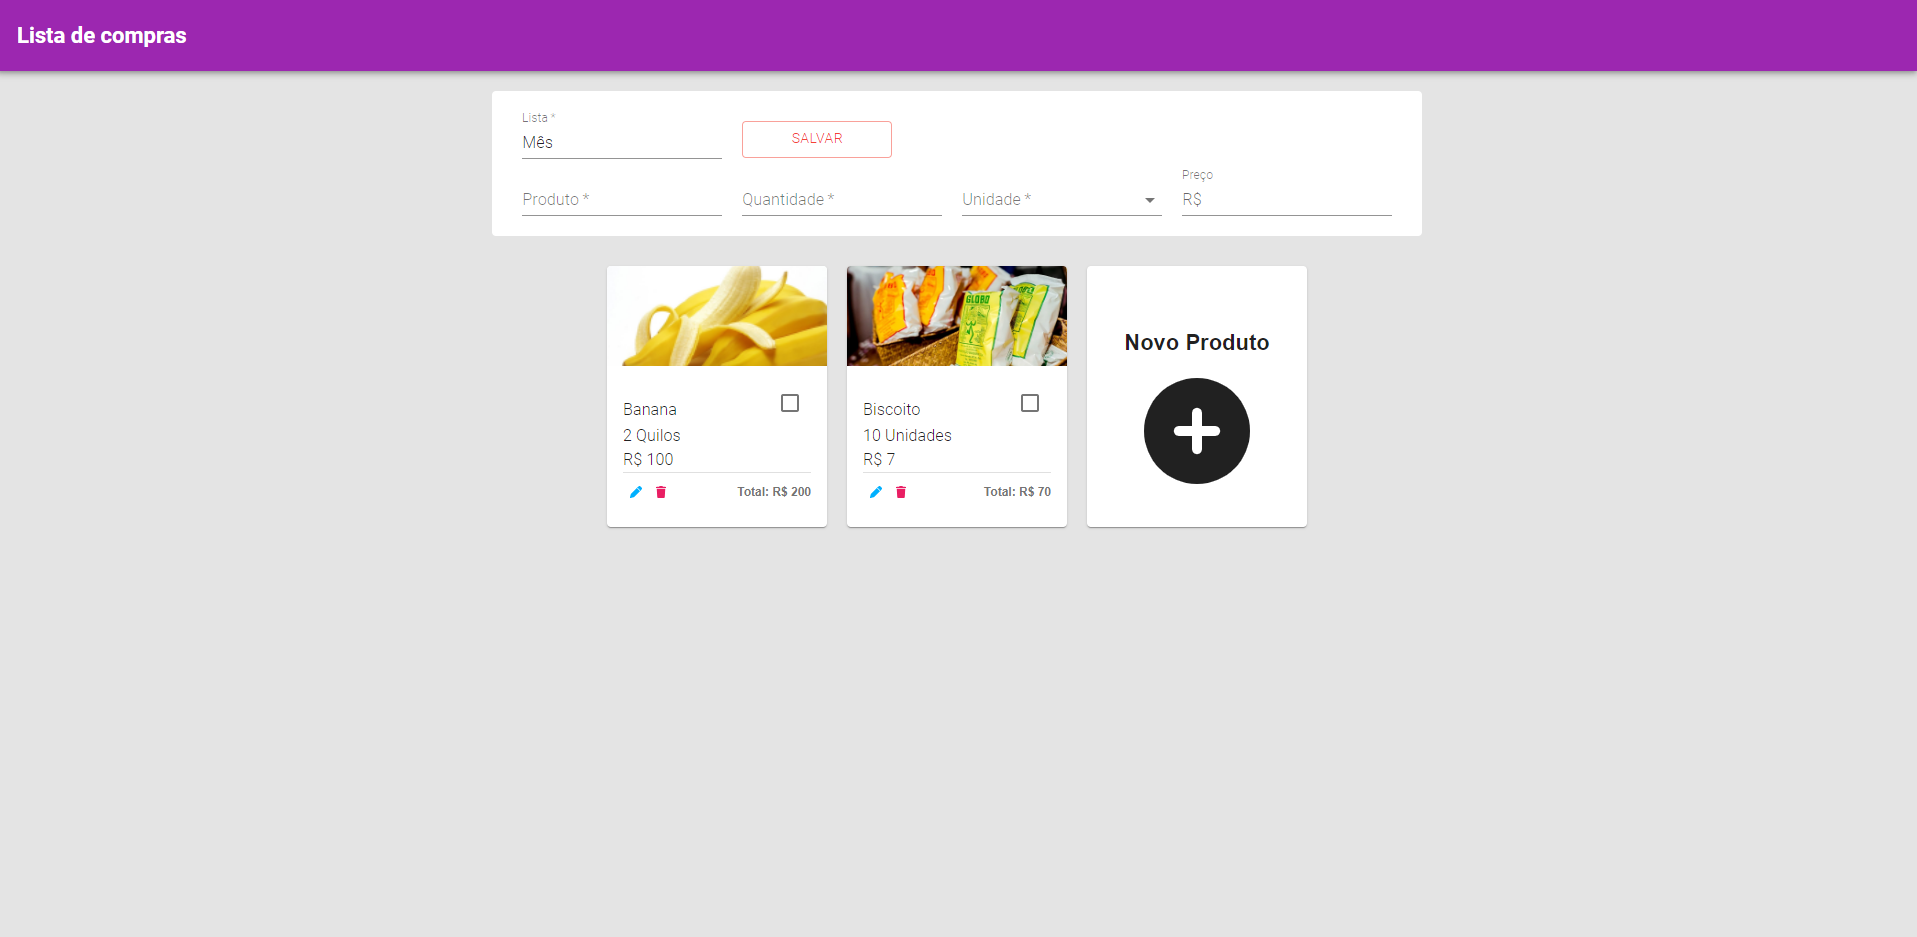 Lista de compras
Lista *
Mês
SALVAR
Produto *
Quantidade *
Unidade *
Preço
R$
GLOBO
Banana
2 Quilos
R$ 100
Total: R$ 200
Biscoito
10 Unidades
R$ 7
Total: R$ 70
Novo Produto